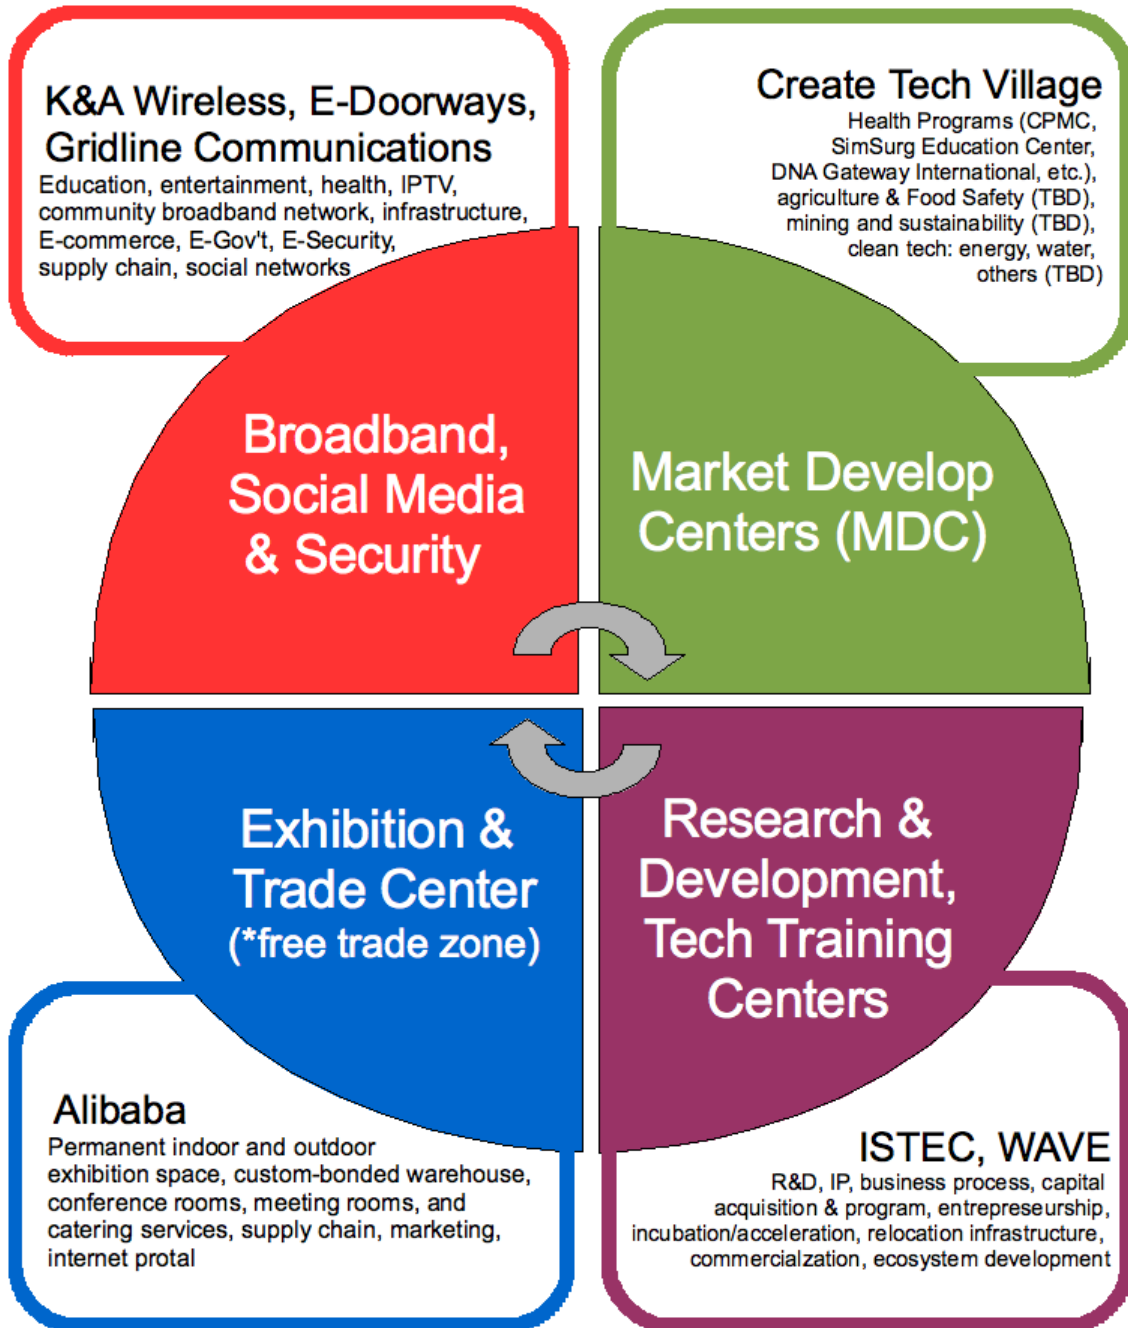 K&A Wireless, E-Doorways,
Gridline Communications
Education, entertainment, health, IPTV,
community broadband network, infrastructure,
E-commerce, E-Gov't, E-Security,
supply chain, social networks
Create Tech Village
Health Programs (CPMC,
SimSurg Education Center,
DNA Gateway International, etc.),
agriculture & Food Safety (TBD),
mining and sustainability (TBD),
clean tech: energy, water,
others (TBD)
Broadband,
Social Media
& Security
Market Develop
Centers (MDC)
Exhibition &
Trade Center
(*free trade zone)
Research &
Development,
Tech Training
Centers
Alibaba
Permanent indoor and outdoor
exhibition space, custom-bonded warehouse,
conference rooms, meeting rooms, and
catering services, supply chain, marketing,
internet protal
ISTEC, WAVE
R&D, IP, business process, capital
acquisition & program, entrepreseurship,
incubation/acceleration, relocation infrastructure,
commercialzation, ecosystem development